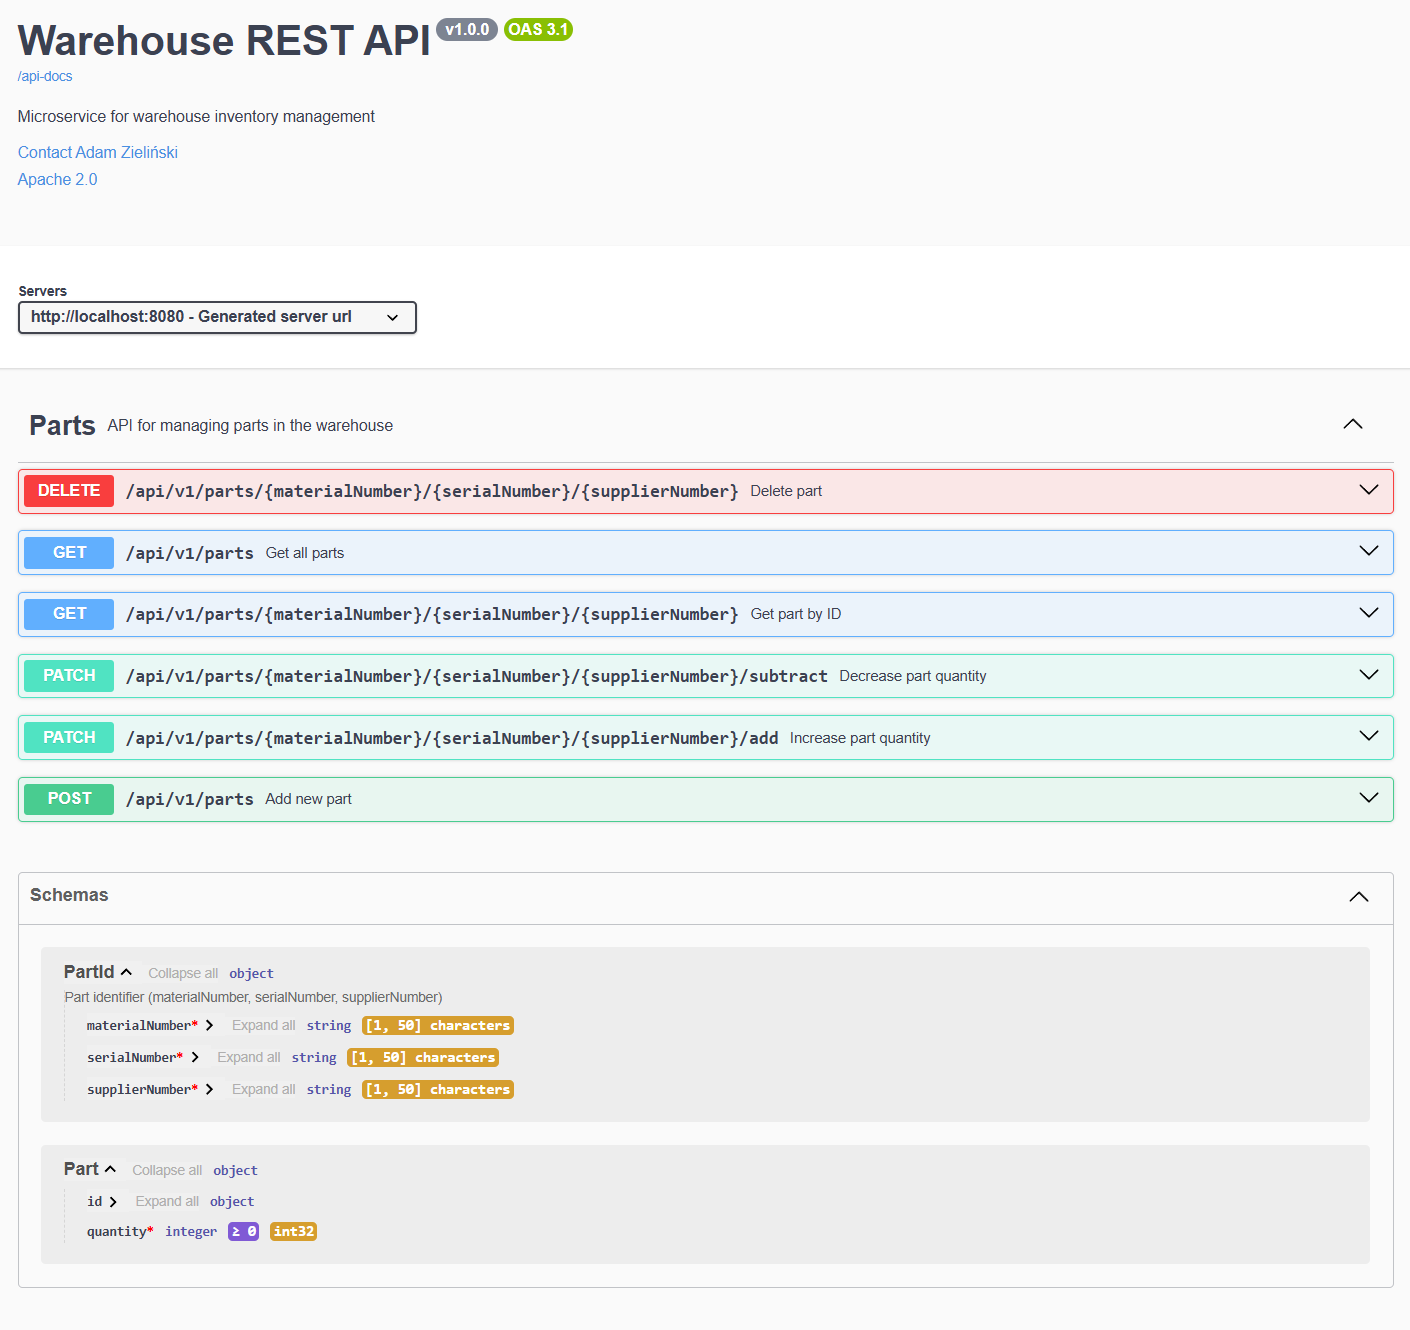 Warehouse REST API v1.0.0 OAS 3.1
/api-docs
Microservice for warehouse inventory management
Contact Adam Zieliński
Apache 2.0
Servers
http://localhost:8080 - Generated server url
Parts API for managing parts in the warehouse
DELETE /api/v1/parts/{materialNumber}/{serialNumber}/{supplierNumber} Delete part
GET /api/v1/parts Get all parts
GET /api/v1/parts/{materialNumber}/{serialNumber}/{supplierNumber} Get part by ID
PATCH /api/v1/parts/{materialNumber}/{serialNumber}/{supplierNumber}/subtract Decrease part quantity
PATCH /api/v1/parts/{materialNumber}/{serialNumber}/{supplierNumber}/add Increase part quantity
POST /api/v1/parts Add new part
Schemas
PartId Collapse all object
Part identifier (materialNumber, serialNumber, supplierNumber)
materialNumber* Expand all string [1, 50] characters
serialNumber* Expand all string [1, 50] characters
supplierNumber* Expand all string [1, 50] characters
Part Collapse all object
id Expand all object
quantity* integer ≥ 0 int32